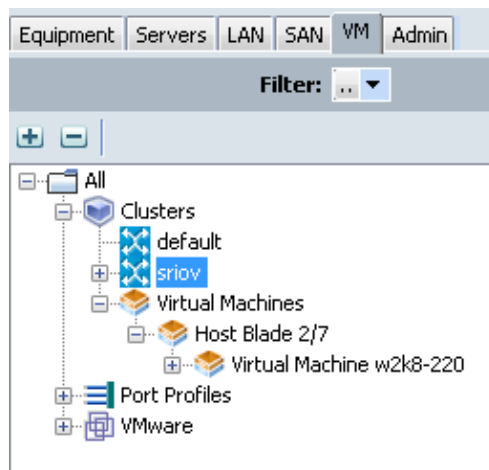 Equipment Servers LAN SAN VM Admin
Filter: ..
All
Clusters
default
sriov
Virtual Machines
Host Blade 2/7
Virtual Machine w2k8-220
Port Profiles
VMware